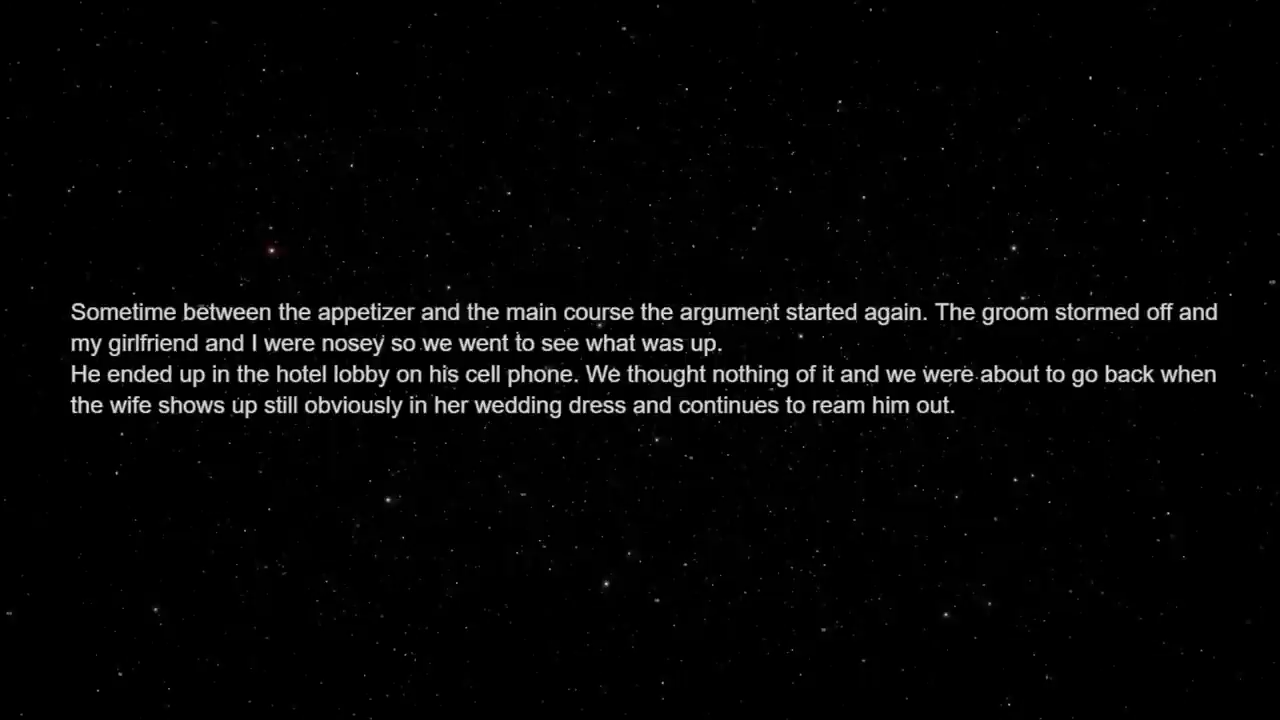 Sometime between the appetizer and the main course the argument started again. The groom stormed off and
my girlfriend and I were nosey so we went to see what was up.
He ended up in the hotel lobby on his cell phone. We thought nothing of it and we were about to go back when
the wife shows up still obviously in her wedding dress and continues to ream him out.